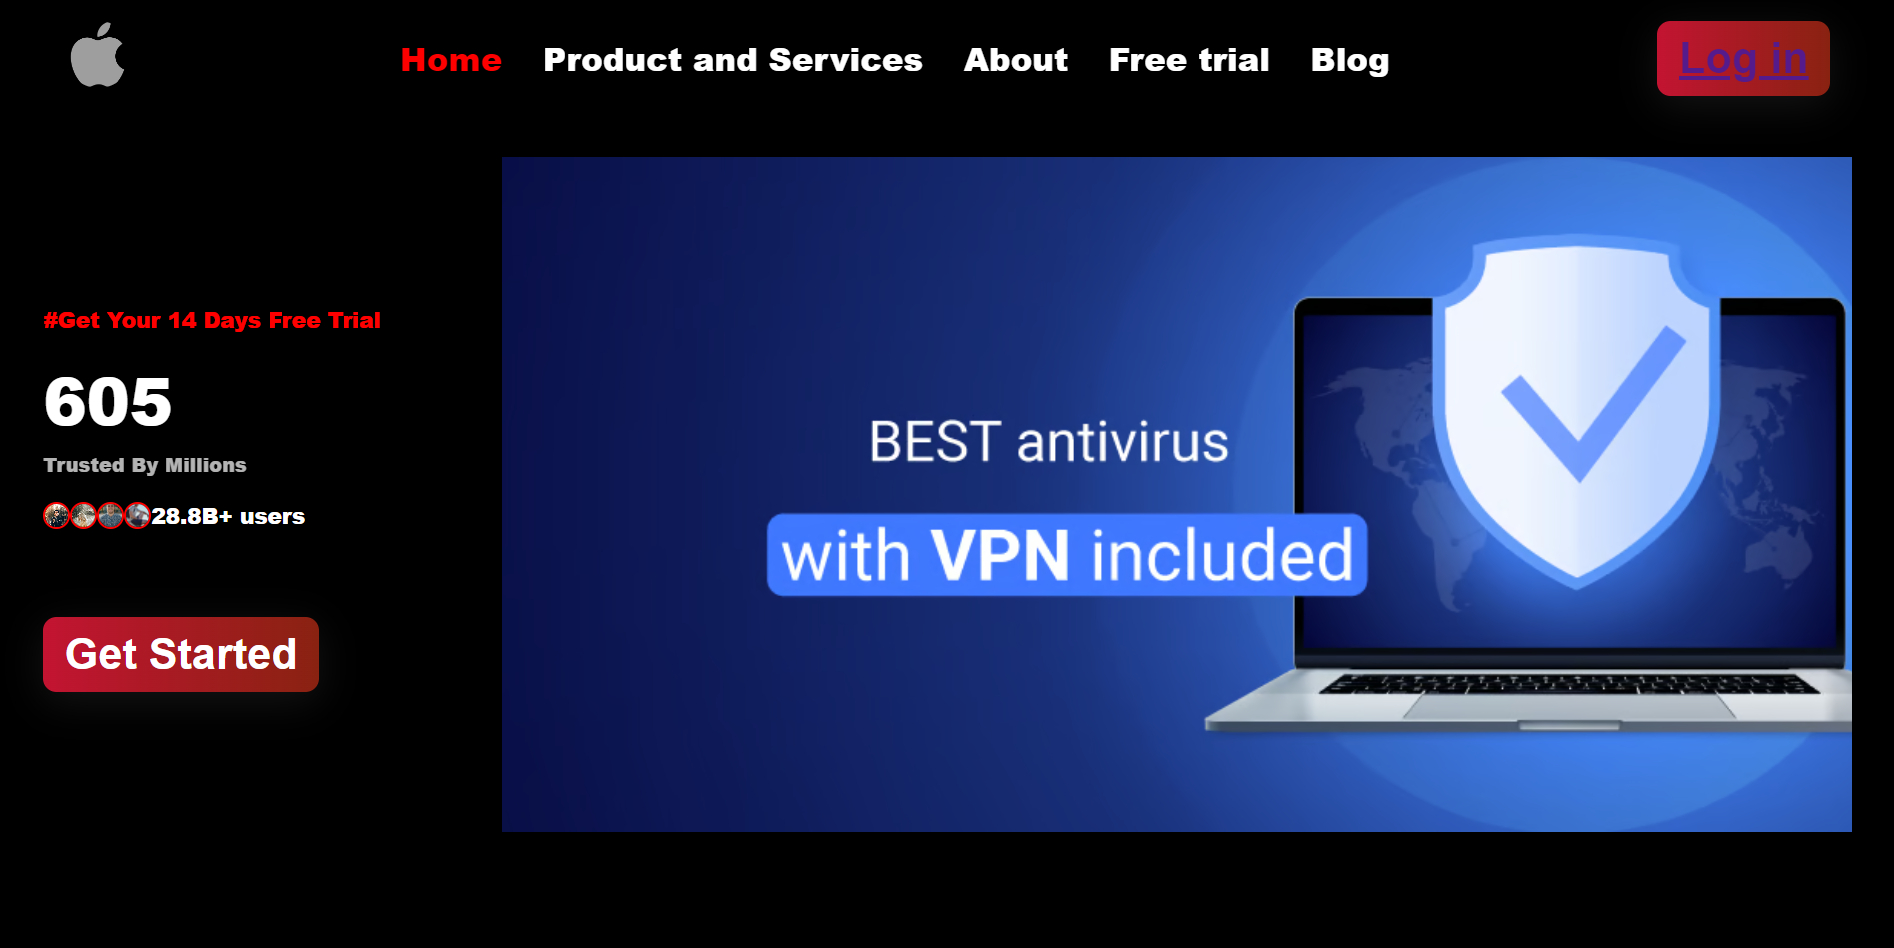 Home Product and Services About Free trial Blog Log in
#Get Your 14 Days Free Trial
605
Trusted By Millions
28.8B+ users
Get Started
BEST antivirus
with VPN included